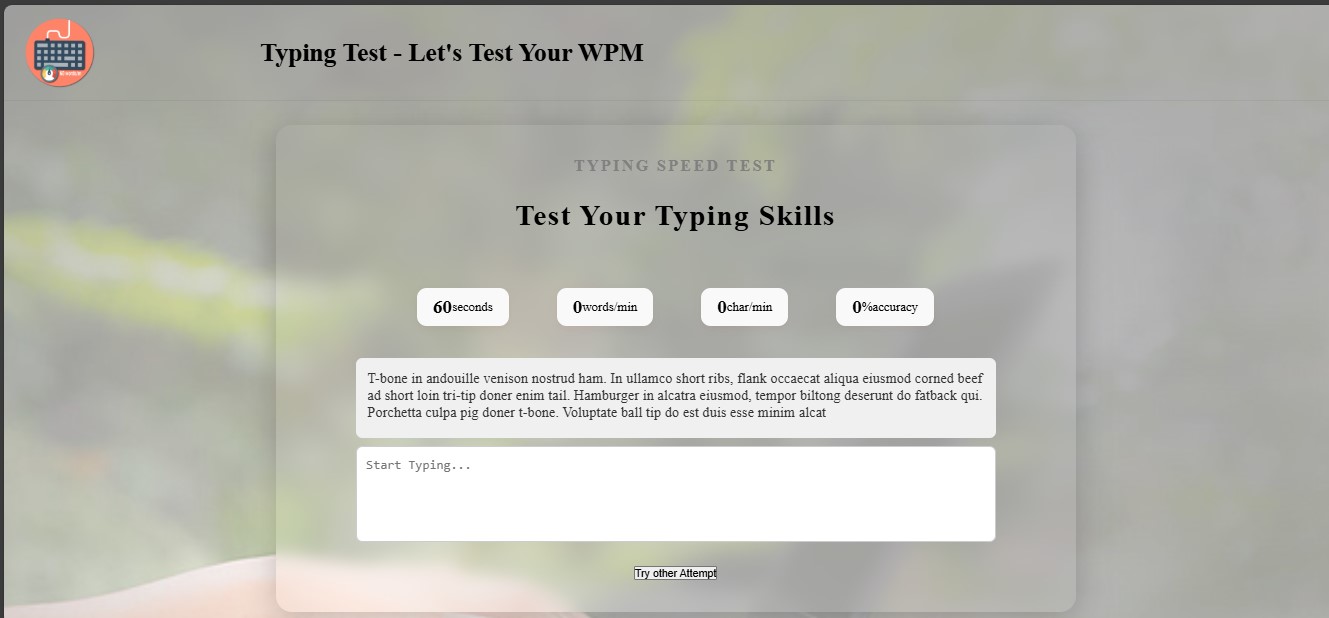 Typing Test - Let's Test Your WPM
TYPING SPEED TEST
Test Your Typing Skills
60seconds
0words/min
0char/min
0%accuracy
T-bone in andouille venison nostrud ham. In ullamco short ribs, flank occaecat aliqua eiusmod corned beef
ad short loin tri-tip doner enim tail. Hamburger in alcatra eiusmod, tempor biltong deserunt do fatback qui.
Porchetta culpa pig doner t-bone. Voluptate ball tip do est duis esse minim alcat
Start Typing...
Try other Attempt